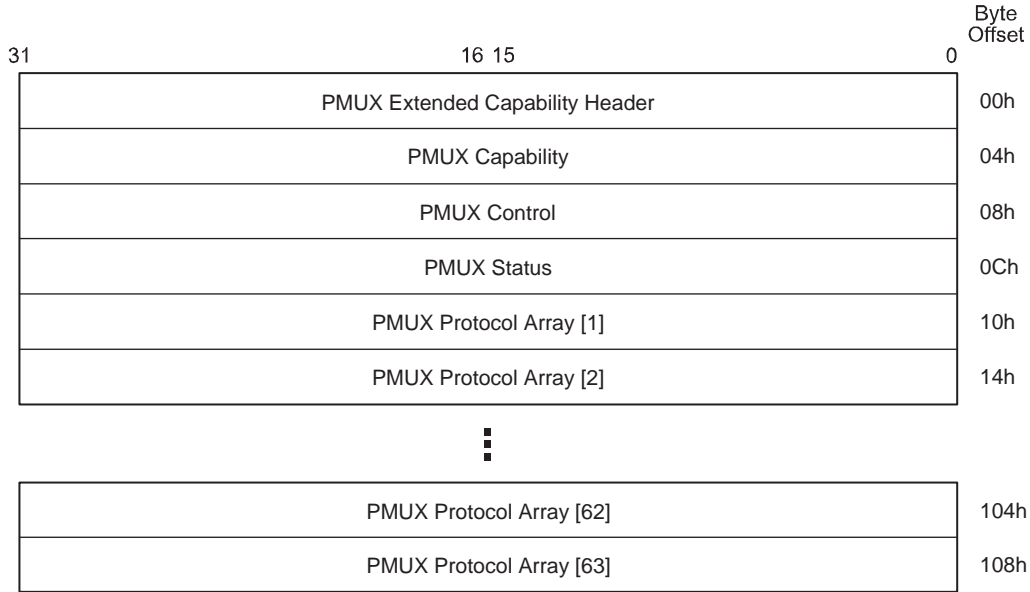 Byte
Offset
31 16 15 0
PMUX Extended Capability Header 00h
PMUX Capability 04h
PMUX Control 08h
PMUX Status 0Ch
PMUX Protocol Array [1] 10h
PMUX Protocol Array [2] 14h
PMUX Protocol Array [62] 104h
PMUX Protocol Array [63] 108h